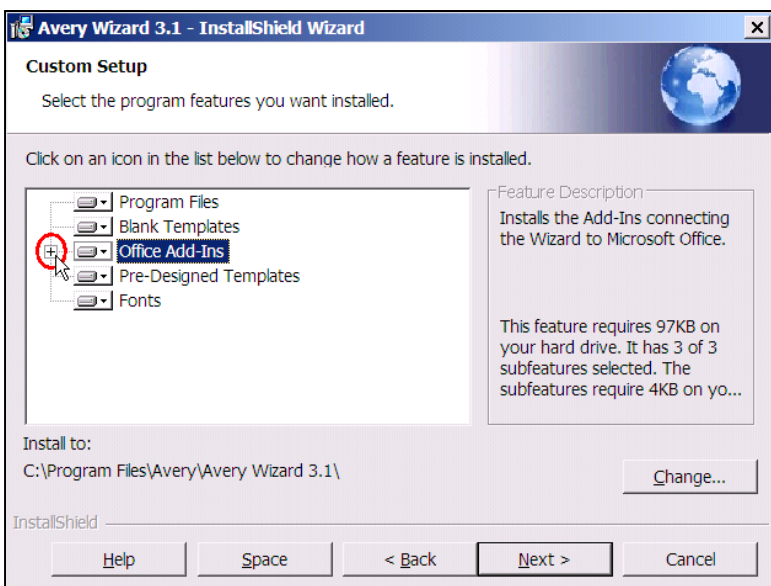 Avery Wizard 3.1 - InstallShield Wizard
Custom Setup
Select the program features you want installed.
Click on an icon in the list below to change how a feature is installed.
Program Files
Blank Templates
Office Add-Ins
Pre-Designed Templates
Fonts
Feature Description
Installs the Add-Ins connecting
the Wizard to Microsoft Office.
This feature requires 97KB on
your hard drive. It has 3 of 3
subfeatures selected. The
subfeatures require 4KB on yo...
Install to:
C:\Program Files\Avery\Avery Wizard 3.1\
Change...
InstallShield
Help
Space
< Back
Next >
Cancel